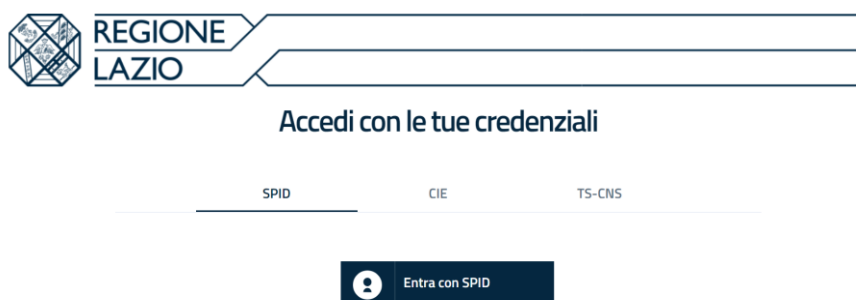 REGIONE
LAZIO
Accedi con le tue credenziali
SPID CIE TS-CNS
Entra con SPID